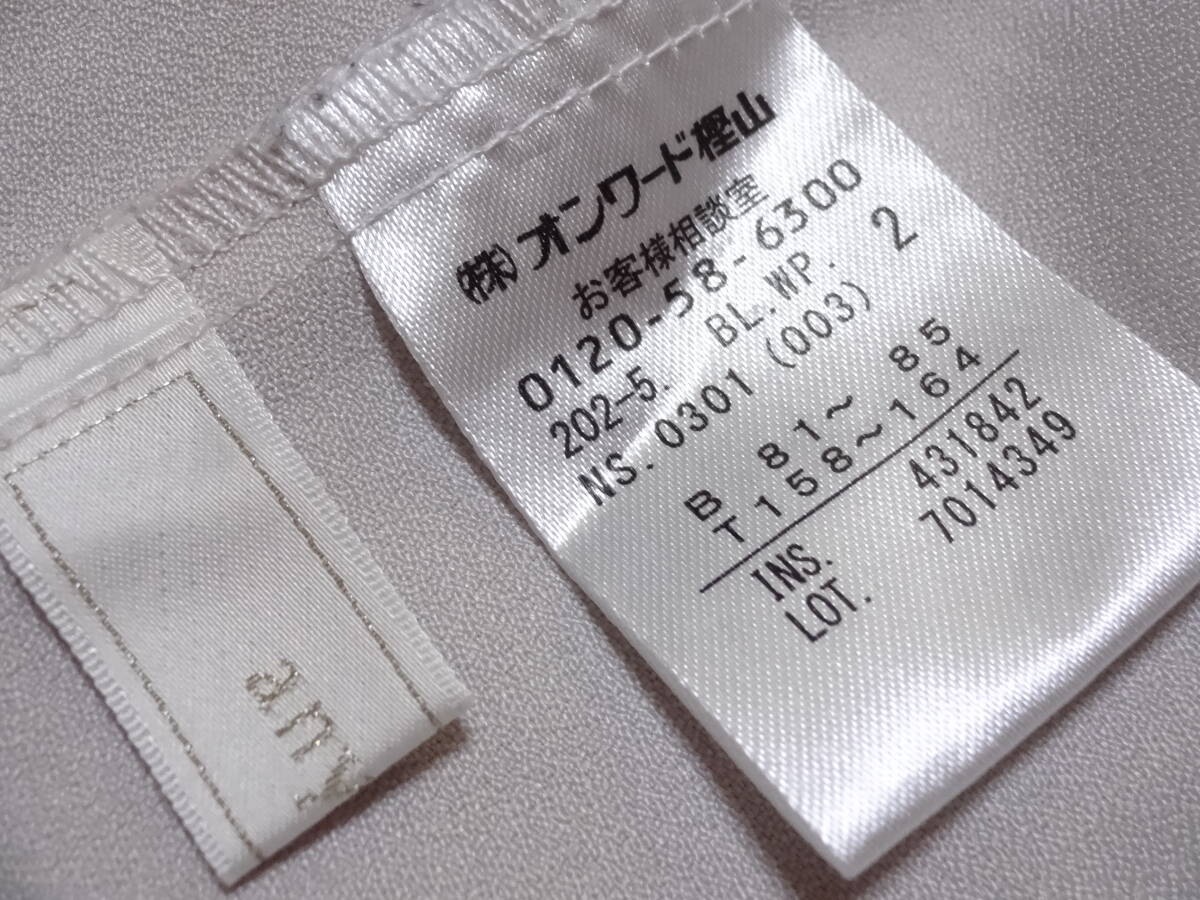 (株)オンワード樫山
お客様相談室
0120-58-6300
202-5. BL.WP. 2
NS. 0301 (003)
B 81～ 85
T158～164
INS. 431842
LOT. 7014349